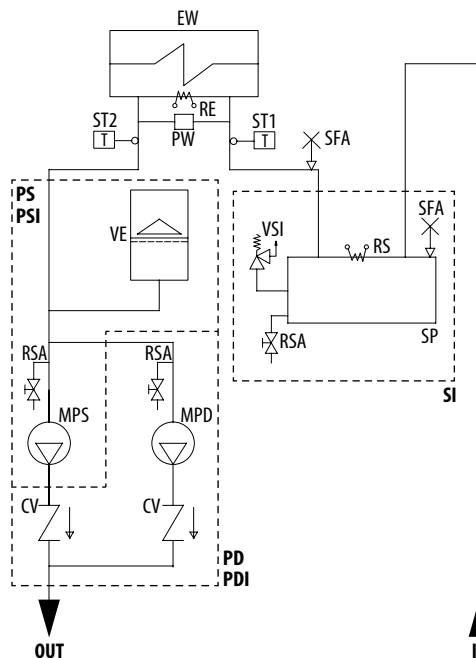 EW
RE
ST2
ST1
T
PW
T
SFA
PS
PSI
SFA
VE
VSI
RS
RSA
SP
RSA
RSA
SI
MPS
MPD
CV
CV
PD
PDI
OUT